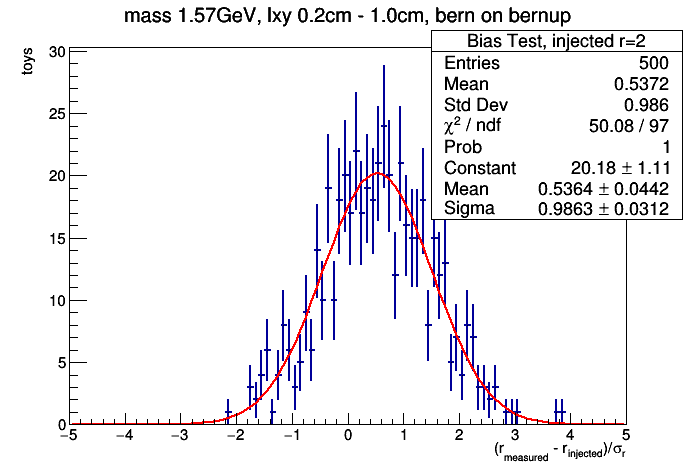 mass 1.57GeV, lxy 0.2cm - 1.0cm, bern on bernup
Bias Test, injected r=2
Entries 500
Mean 0.5372
Std Dev 0.986
χ² / ndf 50.08 / 97
Prob 1
Constant 20.18 ± 1.11
Mean 0.5364 ± 0.0442
Sigma 0.9863 ± 0.0312
toys
30
25
20
15
10
5
0
−5 −4 −3 −2 −1 0 1 2 3 4 5
(r_measured - r_injected)/σ_r